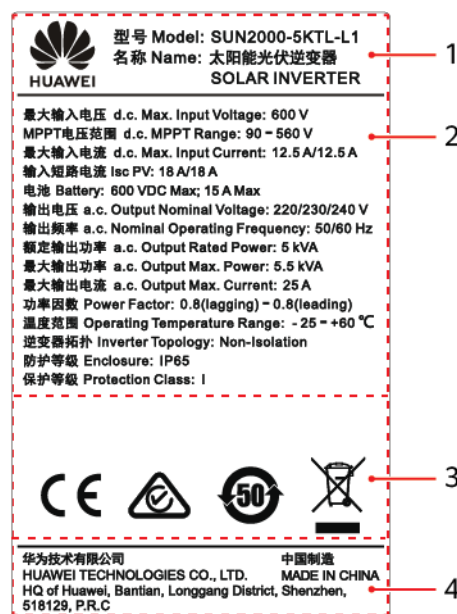 HUAWEI
型号 Model: SUN2000-5KTL-L1
名称 Name: 太阳能光伏逆变器
SOLAR INVERTER
1
最大输入电压 d.c. Max. Input Voltage: 600 V
MPPT电压范围 d.c. MPPT Range: 90 - 560 V
最大输入电流 d.c. Max. Input Current: 12.5 A/12.5 A
输入短路电流 Isc PV: 18 A/18 A
电池 Battery: 600 VDC Max; 15 A Max
输出电压 a.c. Output Nominal Voltage: 220/230/240 V
输出频率 a.c. Nominal Operating Frequency: 50/60 Hz
额定输出功率 a.c. Output Rated Power: 5 kVA
最大输出功率 a.c. Output Max. Power: 5.5 kVA
最大输出电流 a.c. Output Max. Current: 25 A
功率因数 Power Factor: 0.8(lagging) - 0.8(leading)
温度范围 Operating Temperature Range: - 25 - +60 ℃
逆变器拓扑 Inverter Topology: Non-Isolation
防护等级 Enclosure: IP65
保护等级 Protection Class: I
2
CE
50
3
华为技术有限公司 中国制造
HUAWEI TECHNOLOGIES CO., LTD. MADE IN CHINA
HQ of Huawei, Bantian, Longgang District, Shenzhen,
518129, P.R.C
4